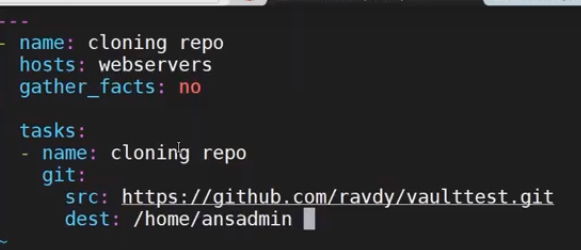 ---
- name: cloning repo
  hosts: webservers
  gather_facts: no
  tasks:
  - name: cloning repo
    git:
      src: https://github.com/ravdy/vaulttest.git
      dest: /home/ansadmin
~